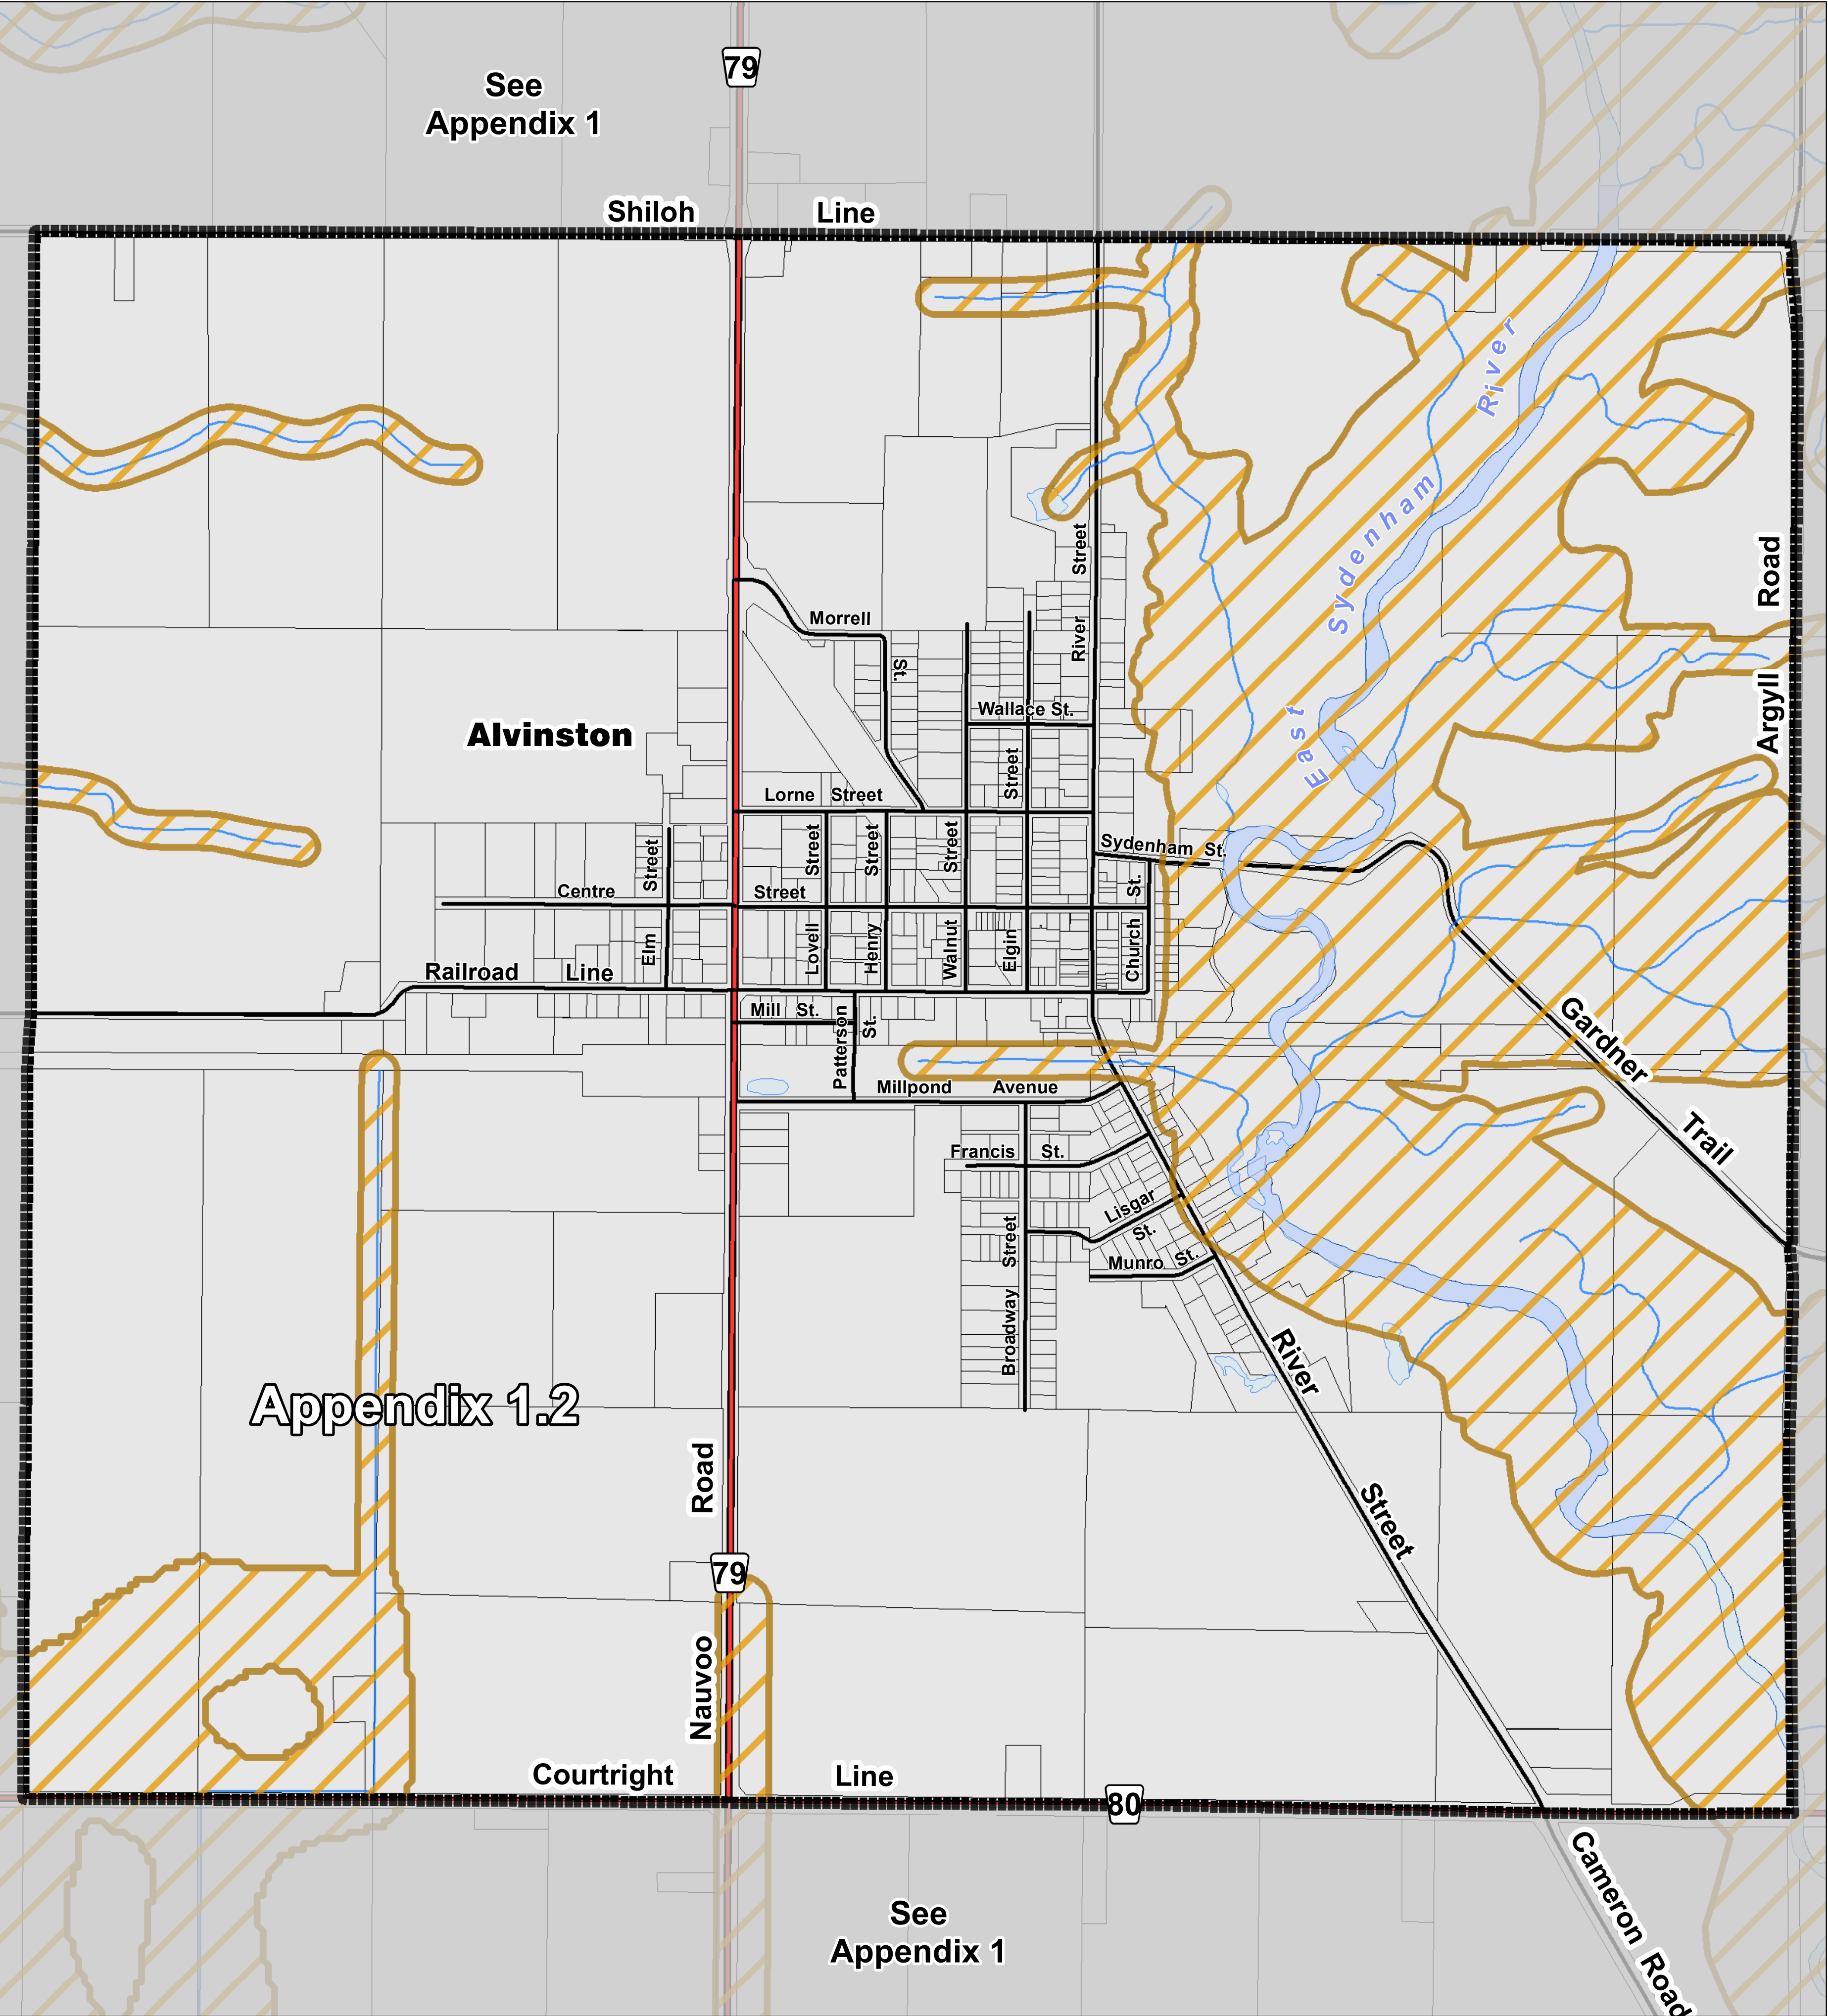 79
See
Appendix 1
Shiloh Line
River
Sydenham
East
Street
River
Road
Argyll
Morrell
St.
Wallace St.
Alvinston
Street
Lorne Street
Street
Street
Street
Street
Sydenham St.
Centre
Street
St.
Elm
Lovell
Henry
Walnut
Elgin
Church
Railroad Line
Mill St.
Patterson
St.
Gardner
Trail
Millpond Avenue
Francis St.
Lisgar
St.
Munro St.
Street
Broadway
River
Street
Appendix 1.2
Road
79
Nauvoo
Courtright Line
80
Cameron Road
See
Appendix 1